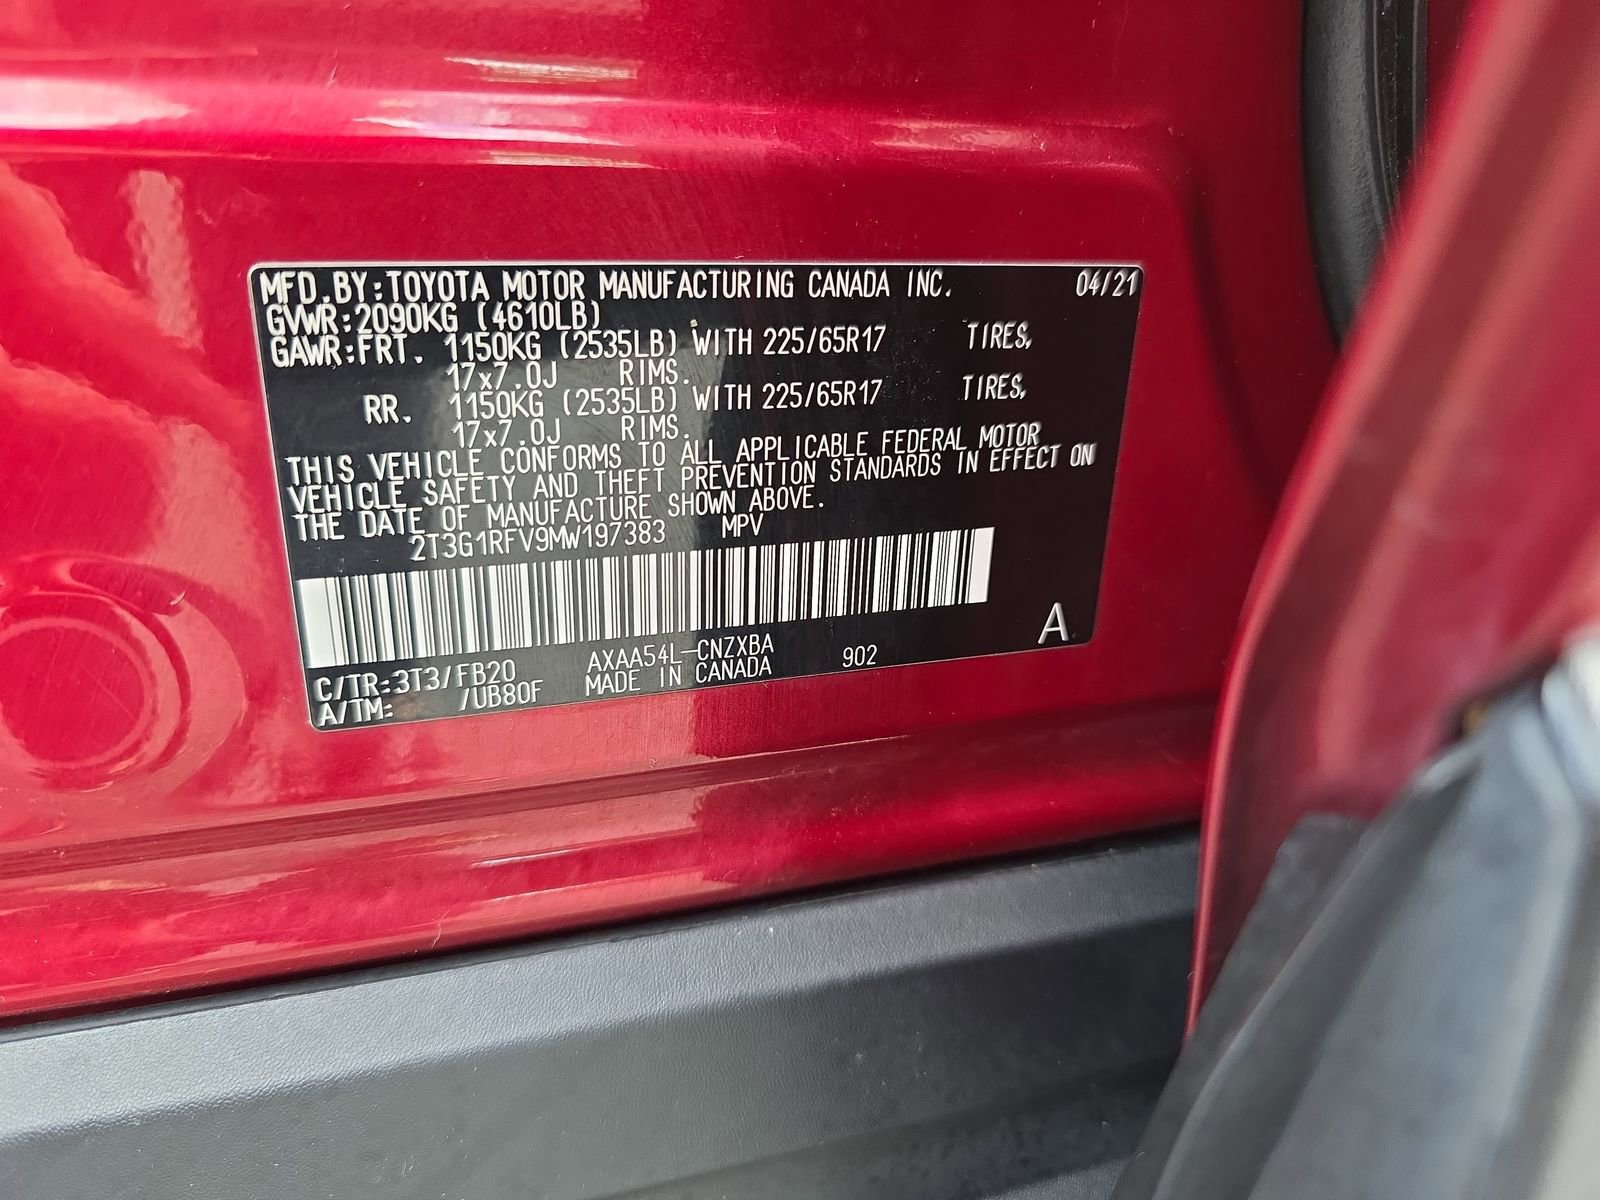 MFD.BY:TOYOTA MOTOR MANUFACTURING CANADA INC. 04/21
GVWR:2090KG (4610LB)
GAWR:FRT. 1150KG (2535LB) WITH 225/65R17 TIRES,
17x7.0J RIMS.
RR. 1150KG (2535LB) WITH 225/65R17 TIRES,
17x7.0J RIMS.
THIS VEHICLE CONFORMS TO ALL APPLICABLE FEDERAL MOTOR
VEHICLE SAFETY AND THEFT PREVENTION STANDARDS IN EFFECT ON
THE DATE OF MANUFACTURE SHOWN ABOVE.
2T3G1RFV9MW197383 MPV
A
C/TR:3T3/FB20 AXAA54L-CNZXBA 902
A/TM: /UB80F MADE IN CANADA